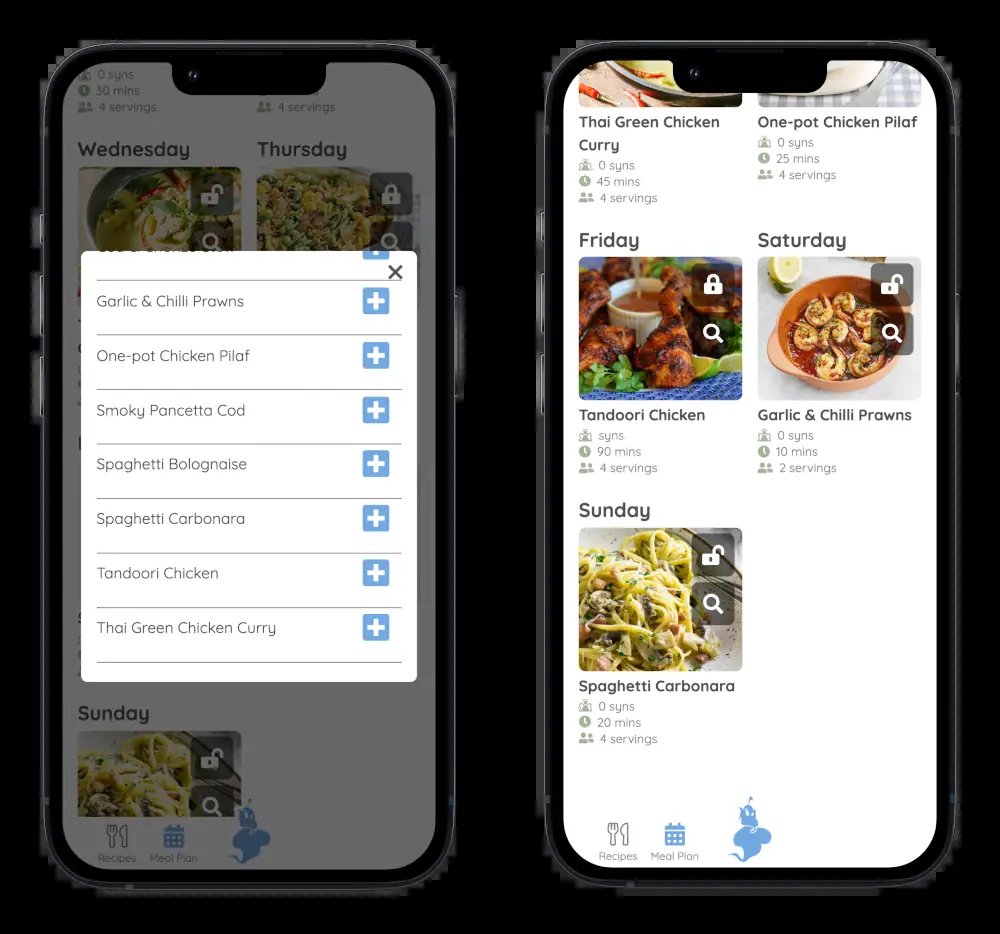 0 syns
30 mins
4 servings
4 servings
Wednesday
Thursday
Garlic & Chilli Prawns
One-pot Chicken Pilaf
Smoky Pancetta Cod
Spaghetti Bolognaise
Spaghetti Carbonara
Tandoori Chicken
Thai Green Chicken Curry
Sunday
Recipes
Meal Plan
Thai Green Chicken
Curry
0 syns
45 mins
4 servings
One-pot Chicken Pilaf
0 syns
25 mins
4 servings
Friday
Saturday
Tandoori Chicken
syns
90 mins
4 servings
Garlic & Chilli Prawns
0 syns
10 mins
2 servings
Sunday
Spaghetti Carbonara
0 syns
20 mins
4 servings
Recipes
Meal Plan